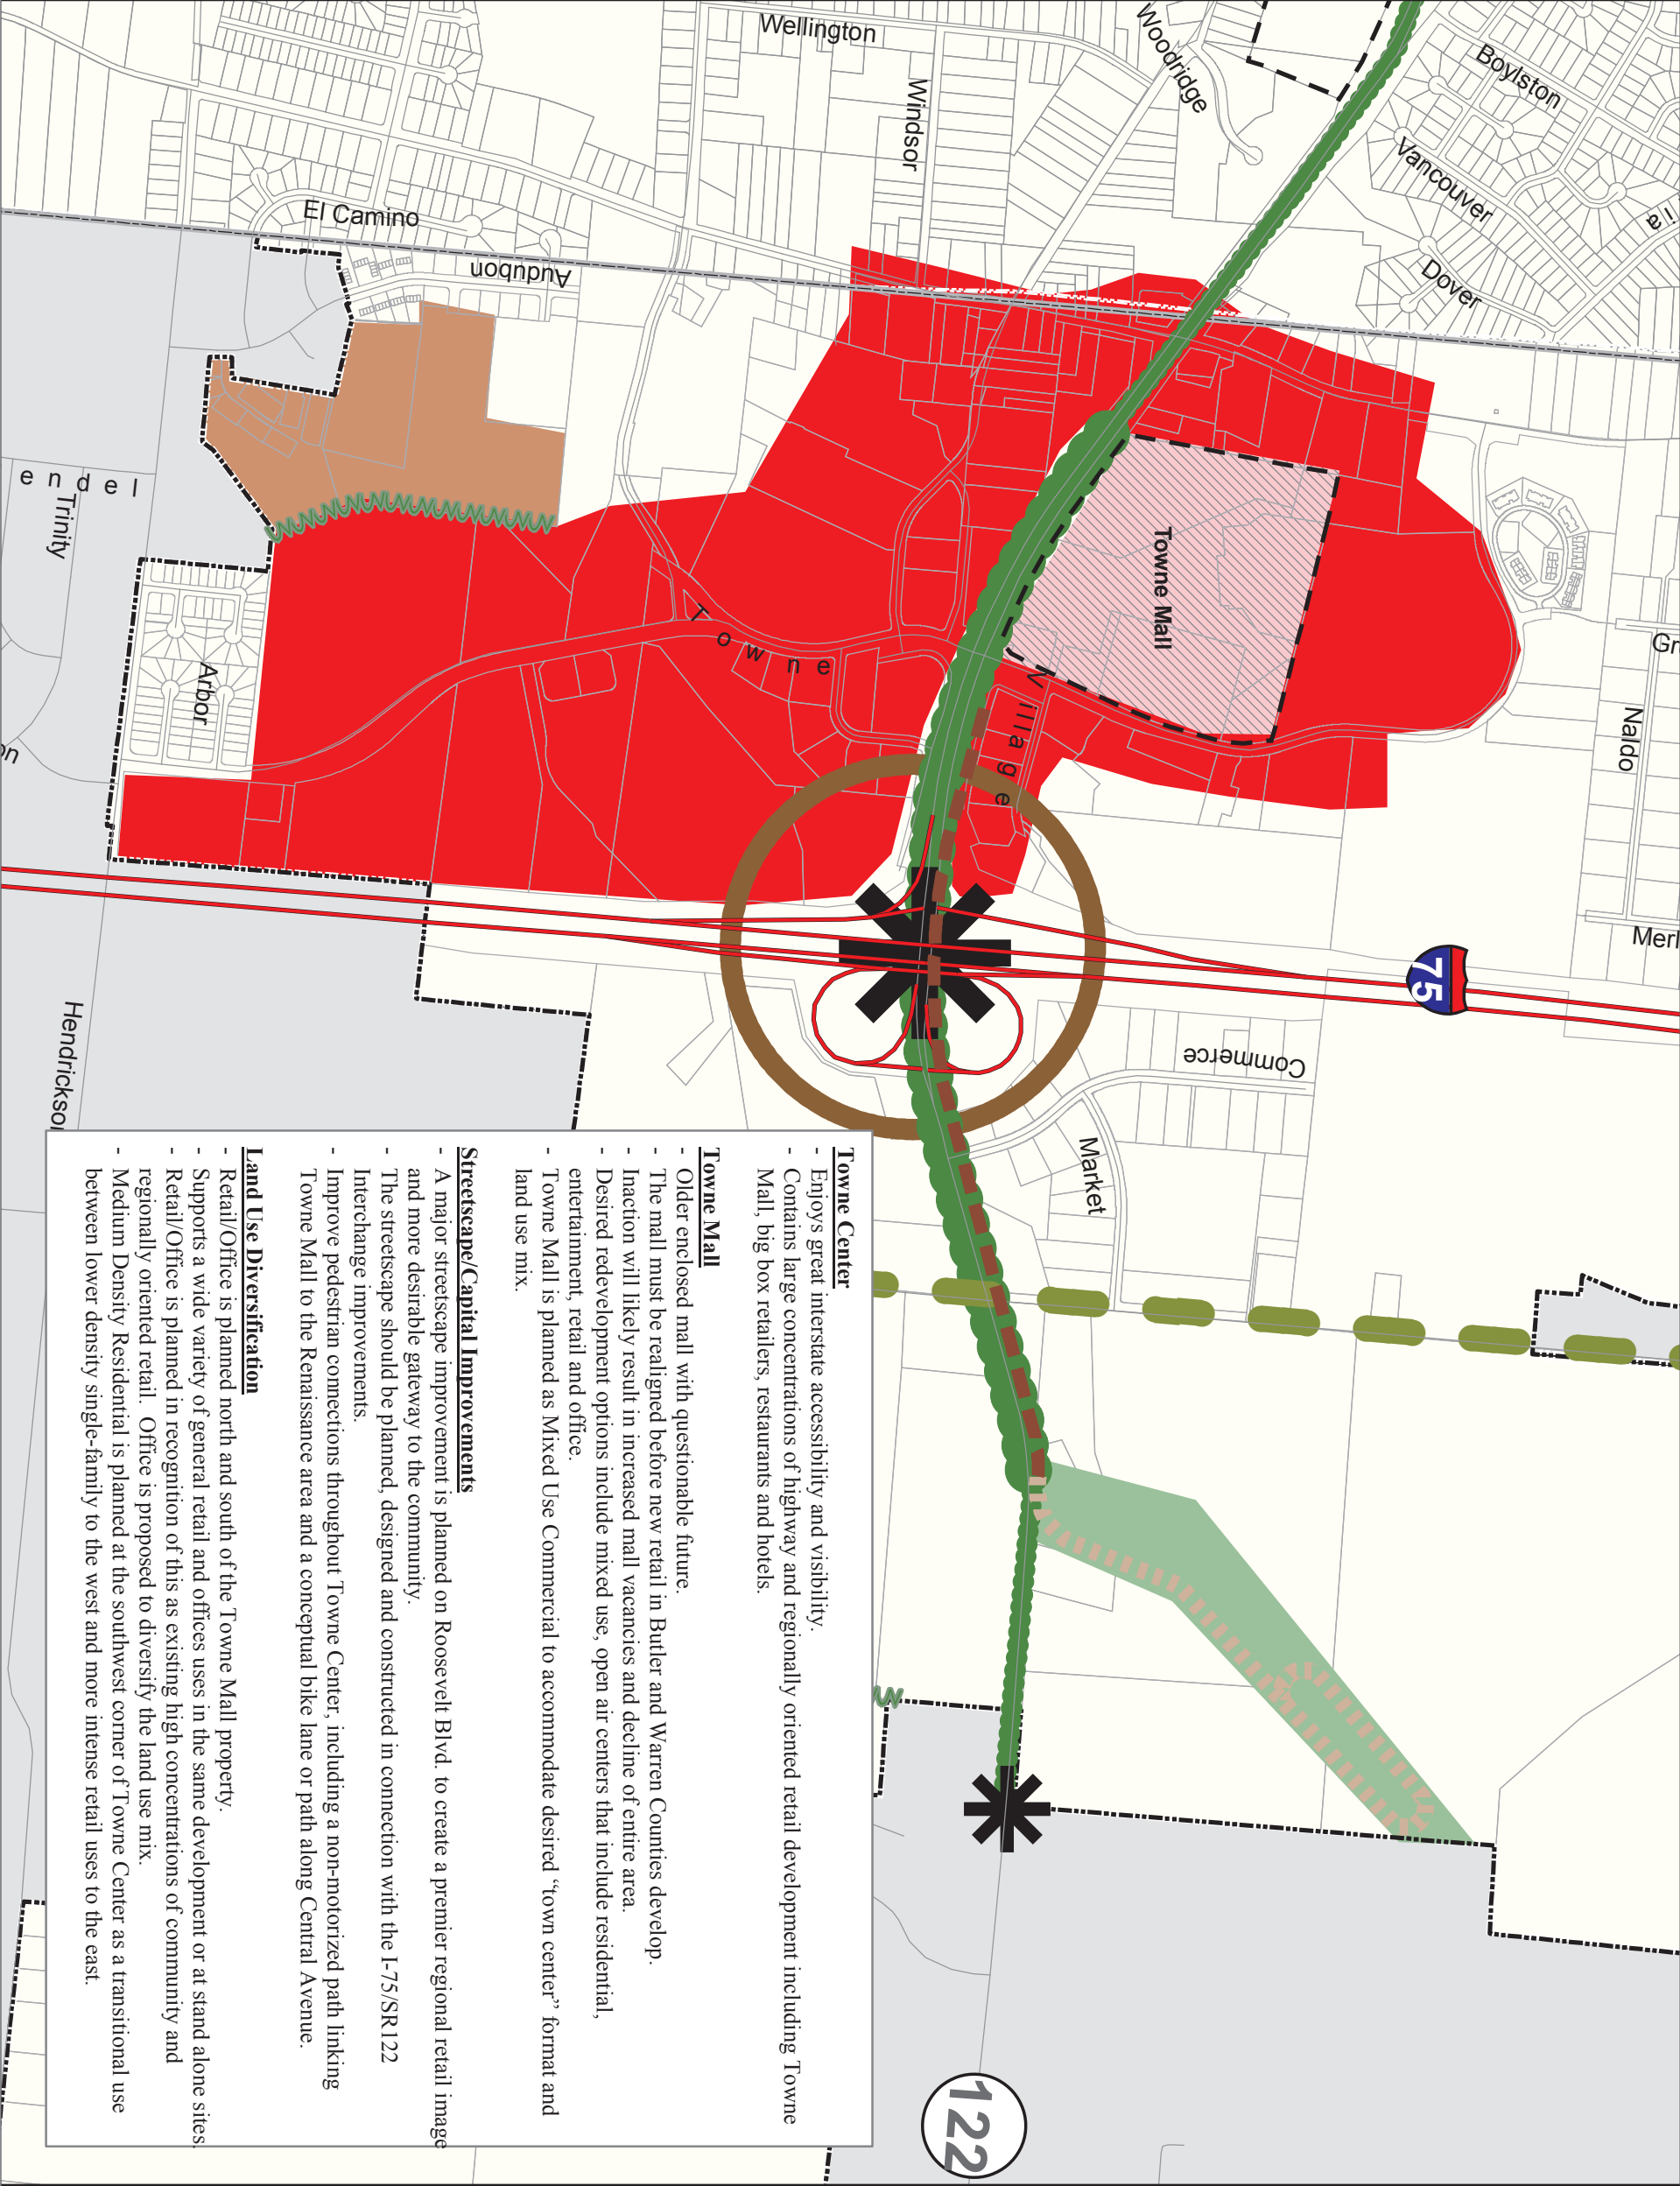 Boylston
Vancouver
Dover
Woodridge
Wellington
Windsor
El Camino
Audubon
Towne Mall
Towne
Village
Naldo
Arbor
Trinity
endel
Hendrickson
Commerce
Market
75
122
Towne Center
- Enjoys great interstate accessibility and visibility.
- Contains large concentrations of highway and regionally oriented retail development including Towne
Mall, big box retailers, restaurants and hotels.
Towne Mall
- Older enclosed mall with questionable future.
- The mall must be realigned before new retail in Butler and Warren Counties develop.
- Inaction will likely result in increased mall vacancies and decline of entire area.
- Desired redevelopment options include mixed use, open air centers that include residential,
entertainment, retail and office.
- Towne Mall is planned as Mixed Use Commercial to accommodate desired “town center” format and
land use mix.
Streetscape/Capital Improvements
- A major streetscape improvement is planned on Roosevelt Blvd. to create a premier regional retail image
and more desirable gateway to the community.
- The streetscape should be planned, designed and constructed in connection with the I-75/SR122
Interchange improvements.
- Improve pedestrian connections throughout Towne Center, including a non-motorized path linking
Towne Mall to the Renaissance area and a conceptual bike lane or path along Central Avenue.
Land Use Diversification
- Retail/Office is planned north and south of the Towne Mall property.
- Supports a wide variety of general retail and offices uses in the same development or at stand alone sites.
- Retail/Office is planned in recognition of this as existing high concentrations of community and
regionally oriented retail.  Office is proposed to diversify the land use mix.
- Medium Density Residential is planned at the southwest corner of Towne Center as a transitional use
between lower density single-family to the west and more intense retail uses to the east.